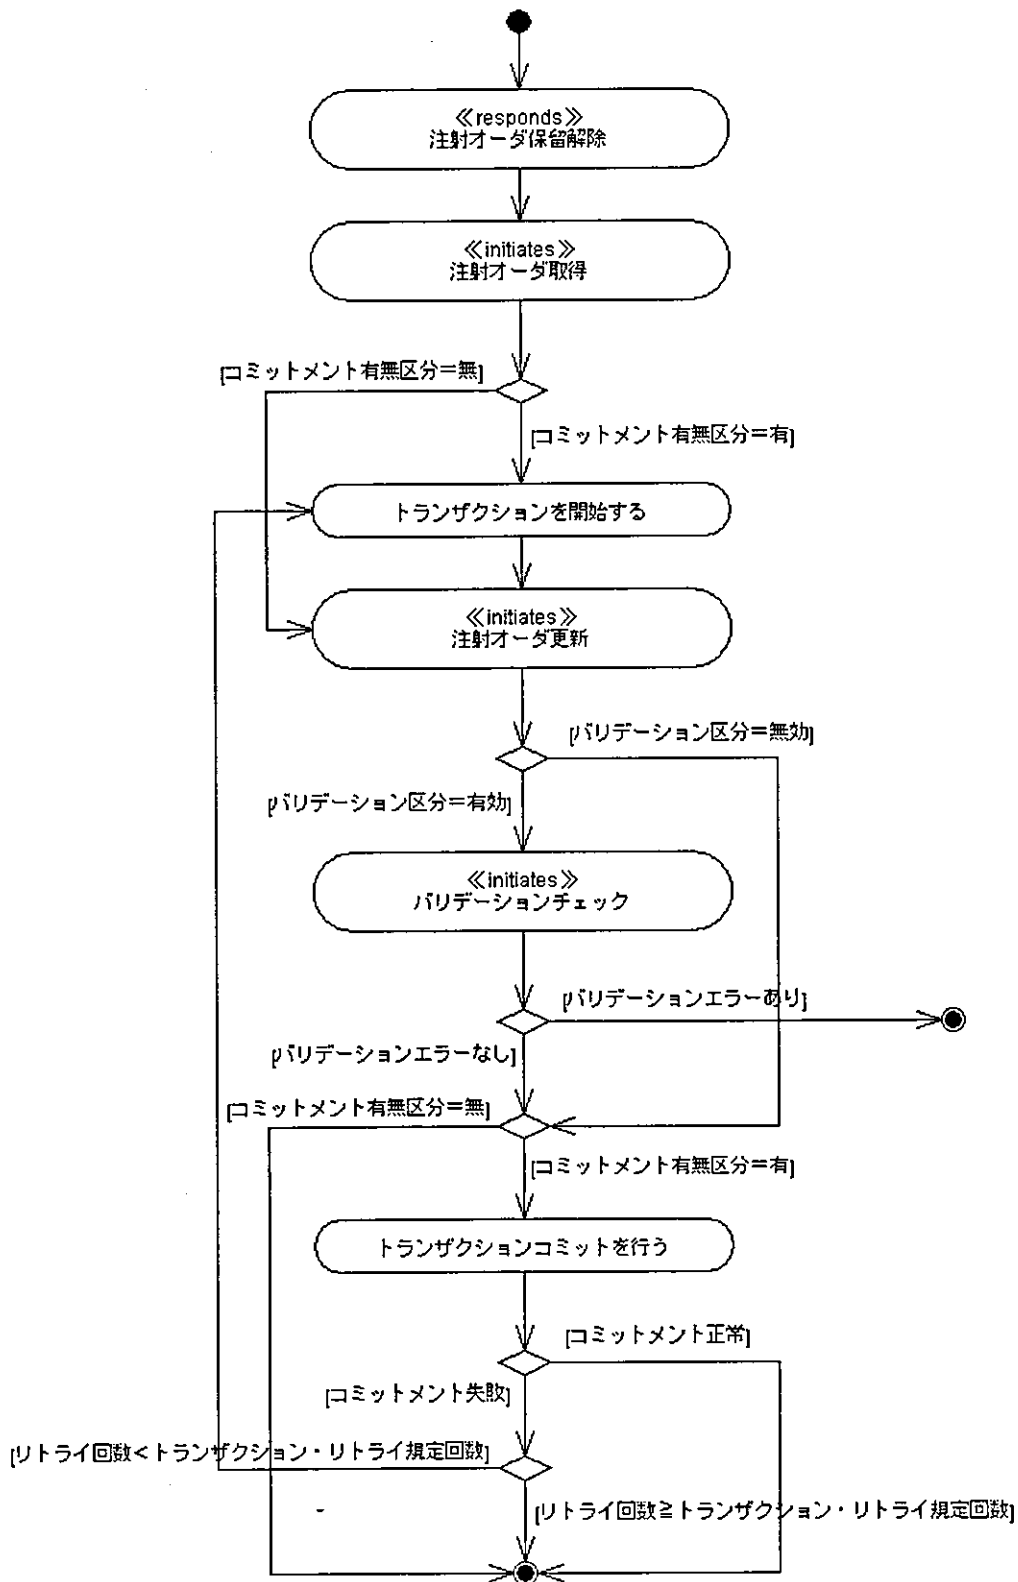 ≪responds≫
注射オーダ保留解除
≪initiates≫
注射オーダ取得
[コミットメント有無区分＝無]
[コミットメント有無区分＝有]
トランザクションを開始する
≪initiates≫
注射オーダ更新
[バリデーション区分＝無効]
[バリデーション区分＝有効]
≪initiates≫
バリデーションチェック
[バリデーションエラーあり]
[バリデーションエラーなし]
[コミットメント有無区分＝無]
[コミットメント有無区分＝有]
トランザクションコミットを行う
[コミットメント正常]
[コミットメント失敗]
[リトライ回数＜トランザクション・リトライ規定回数]
[リトライ回数≧トランザクション・リトライ規定回数]